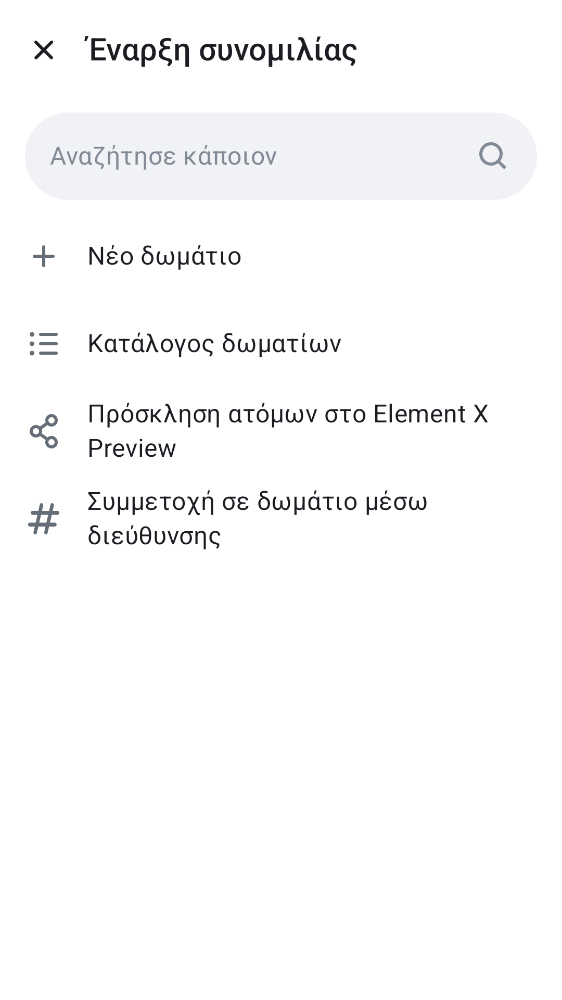 Έναρξη συνομιλίας
Αναζήτησε κάποιον
Νέο δωμάτιο
Κατάλογος δωματίων
Πρόσκληση ατόμων στο Element X
Preview
Συμμετοχή σε δωμάτιο μέσω
διεύθυνσης